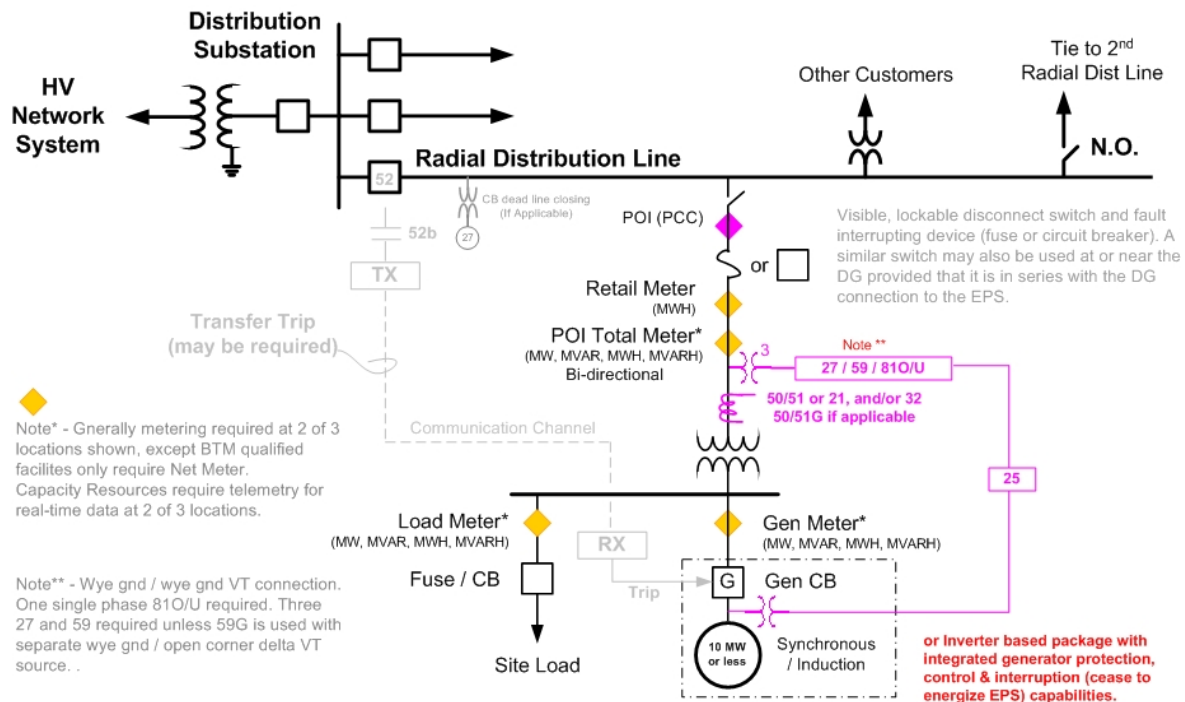 Distribution
Substation
HV
Network
System
Other Customers
Tie to 2nd
Radial Dist Line
N.O.
Radial Distribution Line
52
CB dead line closing
(If Applicable)
27
52b
TX
POI (PCC)
or
Visible, lockable disconnect switch and fault
interrupting device (fuse or circuit breaker). A
similar switch may also be used at or near the
DG provided that it is in series with the DG
connection to the EPS.
Retail Meter
(MWH)
Transfer Trip
(may be required)
POI Total Meter*
(MW, MVAR, MWH, MVARH)
Bi-directional
3
Note **
27 / 59 / 81O/U
50/51 or 21, and/or 32
50/51G if applicable
Note* - Gnerally metering required at 2 of 3
locations shown, except BTM qualified
facilites only require Net Meter.
Capacity Resources require telemetry for
real-time data at 2 of 3 locations.
Communication Channel
25
Load Meter*
(MW, MVAR, MWH, MVARH)
RX
Gen Meter*
(MW, MVAR, MWH, MVARH)
Fuse / CB
Trip
G
Gen CB
Note** - Wye gnd / wye gnd VT connection.
One single phase 81O/U required. Three
27 and 59 required unless 59G is used with
separate wye gnd / open corner delta VT
source. .
Site Load
10 MW
or less
Synchronous
/ Induction
or Inverter based package with
integrated generator protection,
control & interruption (cease to
energize EPS) capabilities.